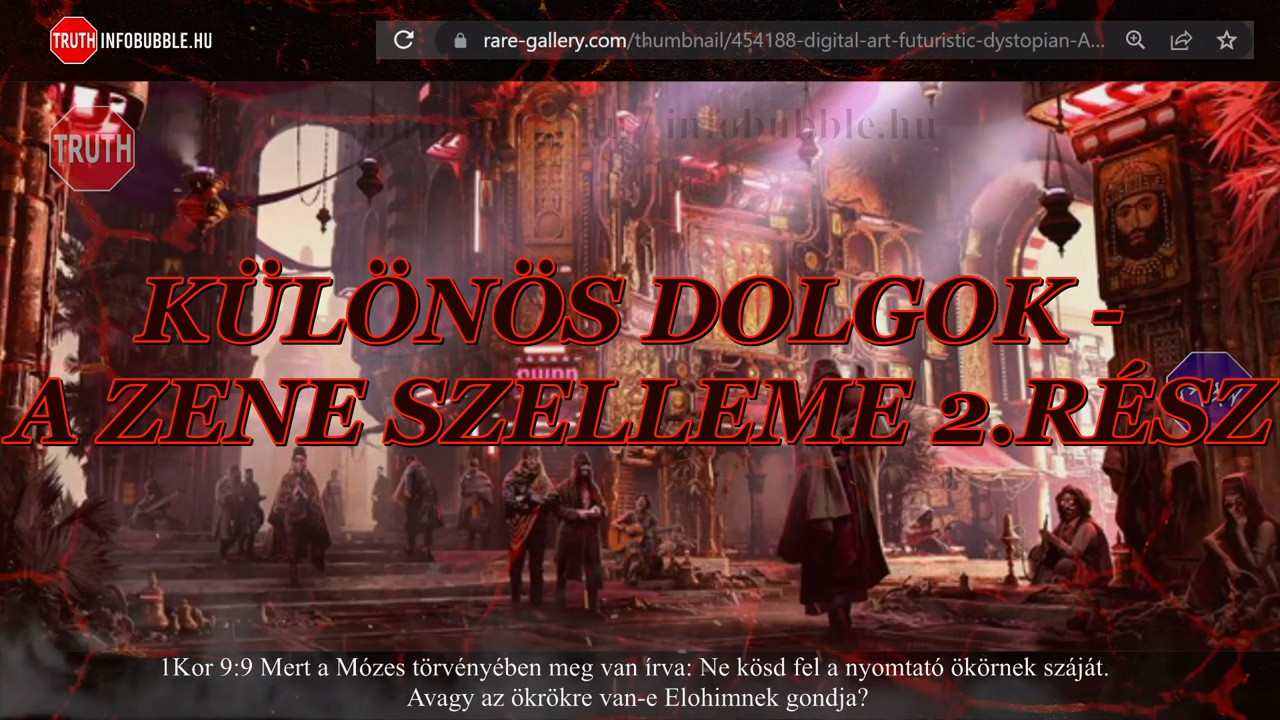 TRUTH INFOBUBBLE.HU
rare-gallery.com/thumbnail/454188-digital-art-futuristic-dystopian-A...
infobubble.hu
TRUTH
KÜLÖNÖS DOLGOK -
A ZENE SZELLEME 2.RÉSZ
1Kor 9:9 Mert a Mózes törvényében meg van írva: Ne kösd fel a nyomtató ökörnek száját.
Avagy az ökrökre van-e Elohimnek gondja?